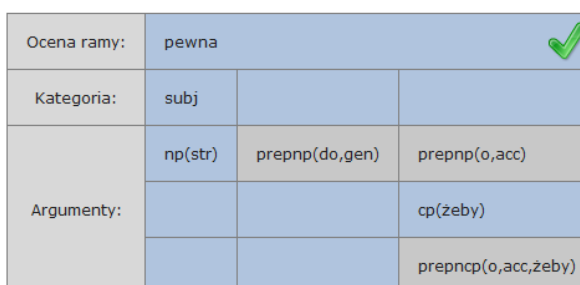 Ocena ramy: pewna
Kategoria: subj
np(str) prepnp(do,gen) prepnp(o,acc)
Argumenty: cp(żeby)
prepncp(o,acc,żeby)